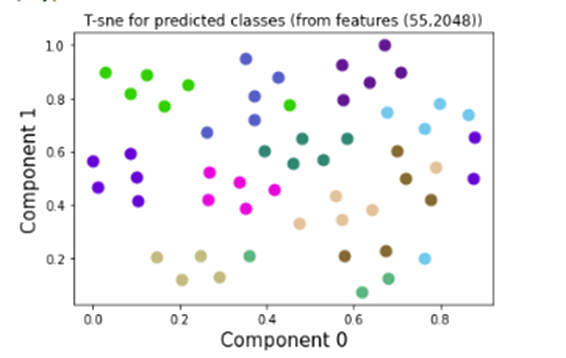 T-sne for predicted classes (from features (55,2048))
1.0
0.8
0.6
0.4
0.2
Component 1
0.0 0.2 0.4 0.6 0.8
Component 0